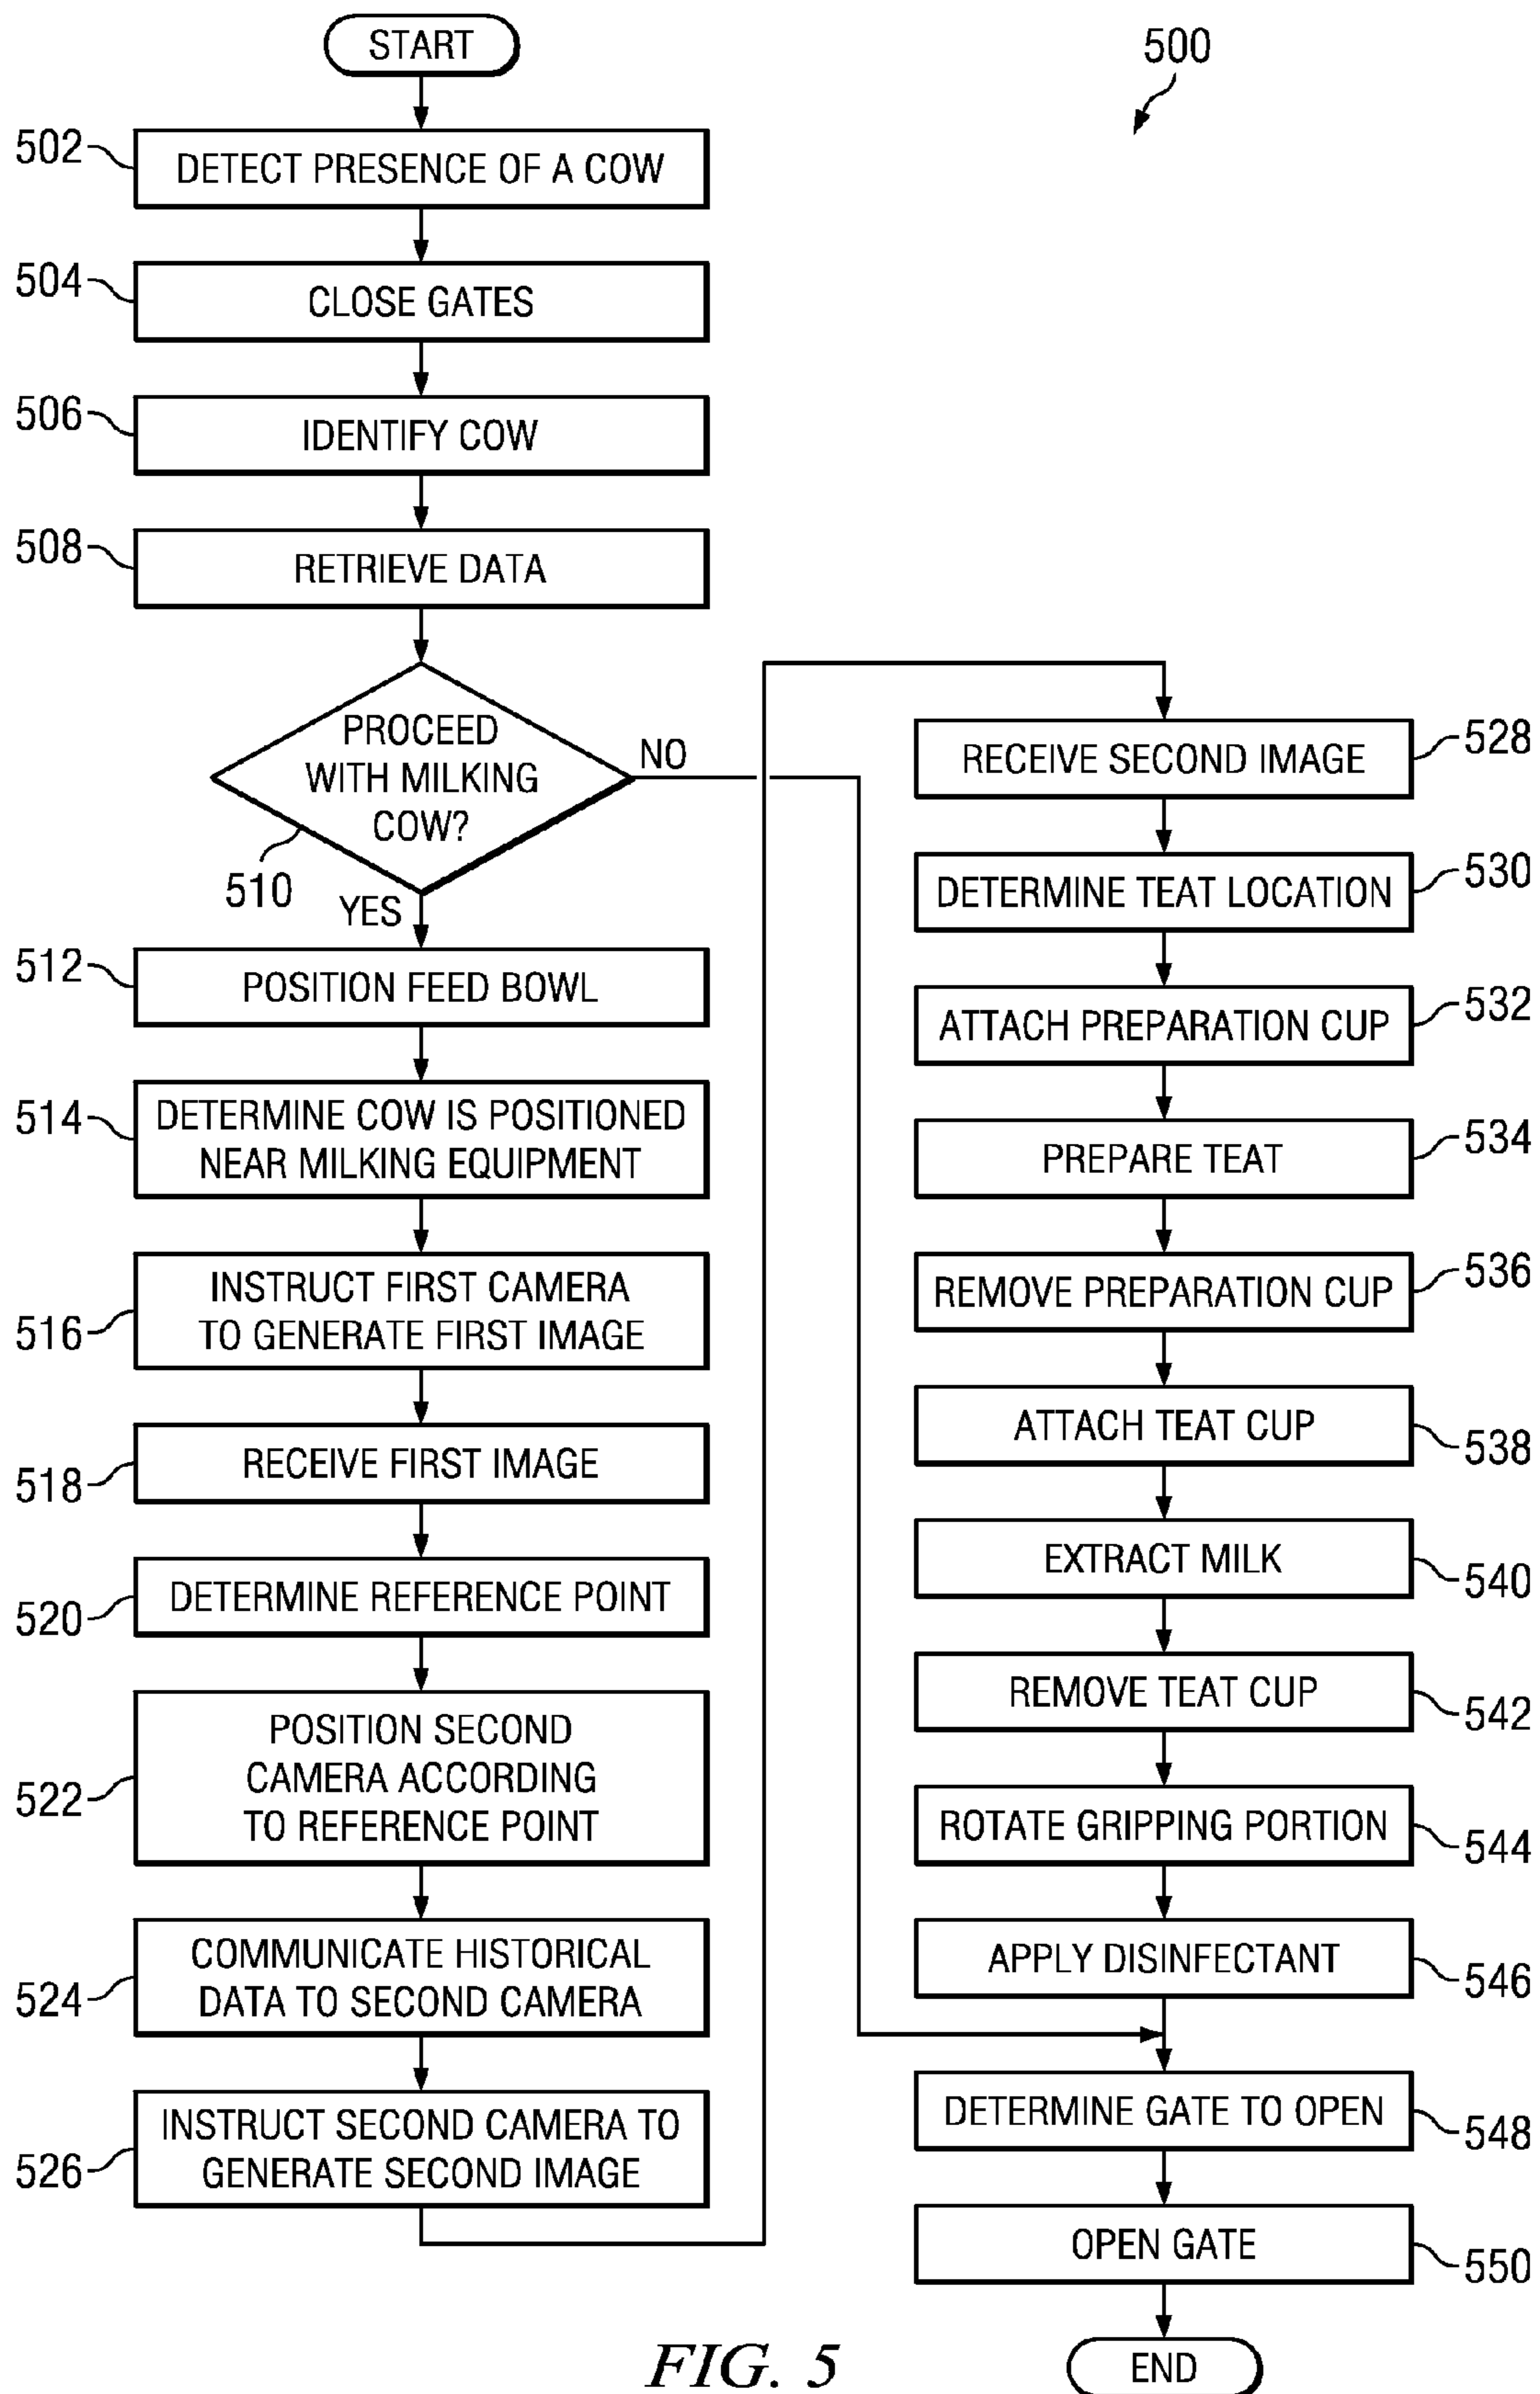 START
500
502
DETECT PRESENCE OF A COW
504
CLOSE GATES
506
IDENTIFY COW
508
RETRIEVE DATA
PROCEED
WITH MILKING
COW?
NO
510
YES
512
POSITION FEED BOWL
514
DETERMINE COW IS POSITIONED
NEAR MILKING EQUIPMENT
516
INSTRUCT FIRST CAMERA
TO GENERATE FIRST IMAGE
518
RECEIVE FIRST IMAGE
520
DETERMINE REFERENCE POINT
522
POSITION SECOND
CAMERA ACCORDING
TO REFERENCE POINT
524
COMMUNICATE HISTORICAL
DATA TO SECOND CAMERA
526
INSTRUCT SECOND CAMERA TO
GENERATE SECOND IMAGE
RECEIVE SECOND IMAGE
528
DETERMINE TEAT LOCATION
530
ATTACH PREPARATION CUP
532
PREPARE TEAT
534
REMOVE PREPARATION CUP
536
ATTACH TEAT CUP
538
EXTRACT MILK
540
REMOVE TEAT CUP
542
ROTATE GRIPPING PORTION
544
APPLY DISINFECTANT
546
DETERMINE GATE TO OPEN
548
OPEN GATE
550
END
FIG. 5